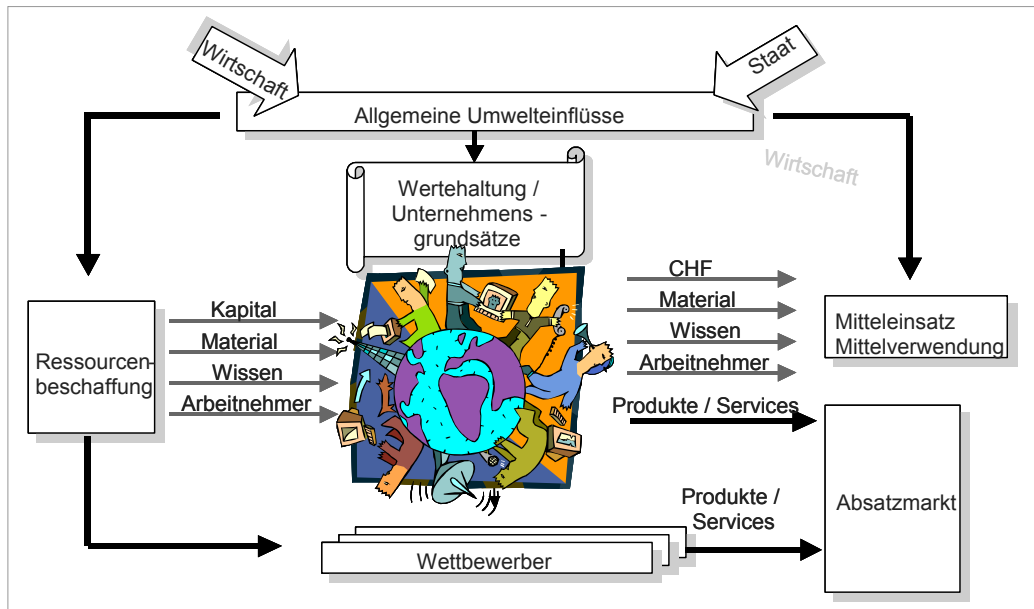 Wirtschaft
Staat
Allgemeine Umwelteinflüsse
Wirtschaft
Wertehaltung /
Unternehmens -
grundsätze
Ressourcen-
beschaffung
Kapital
Material
Wissen
Arbeitnehmer
CHF
Material
Wissen
Arbeitnehmer
Mitteleinsatz
Mittelverwendung
Produkte / Services
Absatzmarkt
Produkte /
Services
Wettbewerber